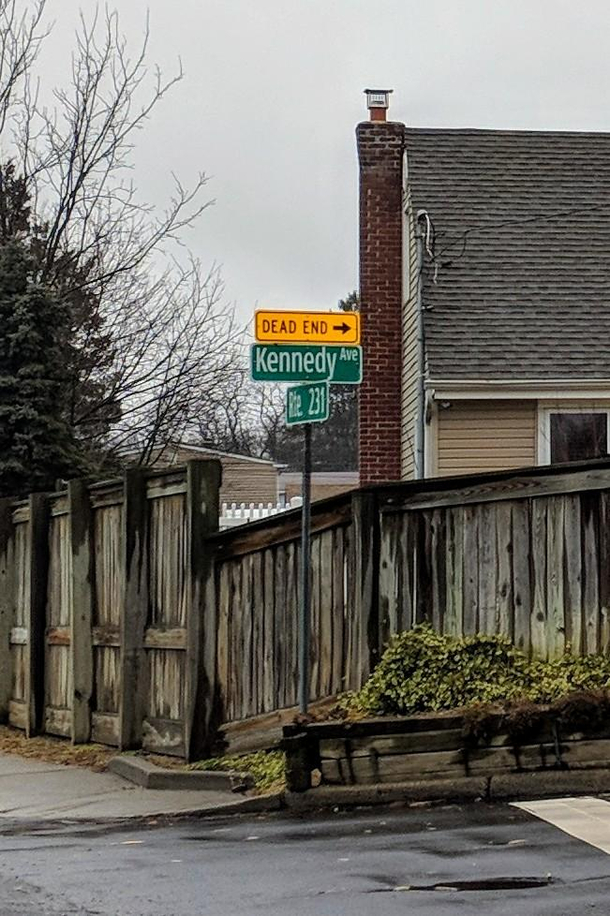 DEAD END →
Kennedy Ave
Rte 231